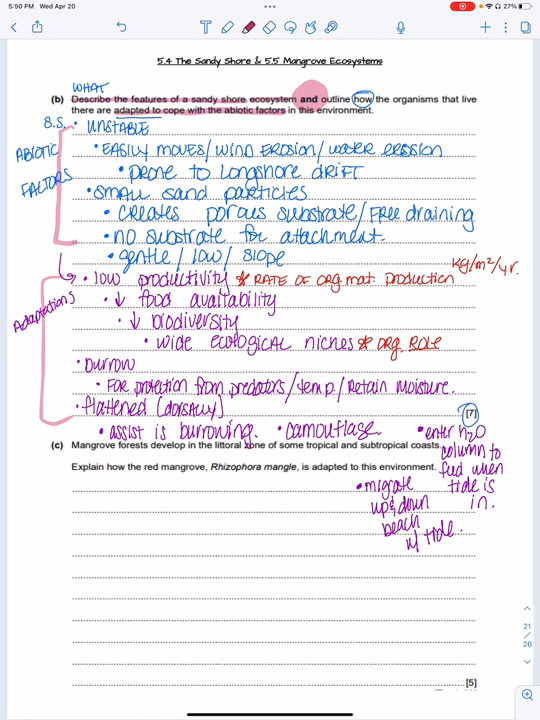 5:50 PM Wed Apr 20
27%
5.4 The Sandy Shore & 5.5 Mangrove Ecosystems
WHAT
(b) Describe the features of a sandy shore ecosystem and outline how the organisms that live
there are adapted to cope with the abiotic factors in this environment.
S.S. • UNSTABLE
ABIOTIC FACTORS
• EASILY MOVES/WIND EROSION/WATER EROSION
• PRONE TO LONGSHORE DRIFT
• SMALL SAND PARTICLES
• CREATES POROUS SUBSTRATE/FREE DRAINING
• NO SUBSTRATE for ATTACHMENT.
• gentle/low/slope
kg/m²/yr.
Adaptations
• low productivity * RATE OF ORG. MAT. PRODUCTION
• ↓ food availability
• ↓ biodiversity
• WIDE ECOLOGICAL NICHES * ORG. ROLE
• burrow
• FOR protection from predators/temp/Retain MOISTURE.
• flattened (DORSALLY)
[7]
• assist is burrowing. • camouflage
• enter H2O
column to
feed when
tide is
in.
(c) Mangrove forests develop in the littoral zone of some tropical and subtropical coasts.
Explain how the red mangrove, Rhizophora mangle, is adapted to this environment.
• migrate
up & down
beach
w/ tide.
[5]
21
/
26